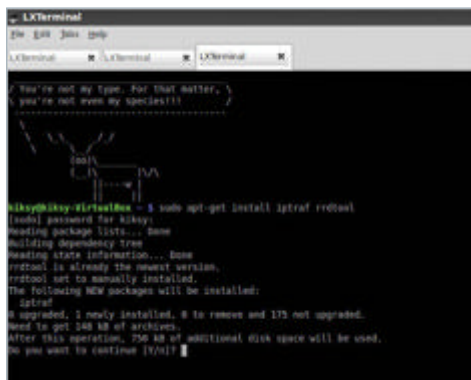 LXTerminal
File Edit Tabs Help
LXTerminal LXTerminal LXTerminal
/ You're not my type. For that matter, \
\ you're not even my species!!! /
kiksy@kiksy-VirtualBox ~ $ sudo apt-get install iptraf rrdtool
[sudo] password for kiksy:
Reading package lists... Done
Building dependency tree
Reading state information... Done
rrdtool is already the newest version.
rrdtool set to manually installed.
The following NEW packages will be installed:
iptraf
0 upgraded, 1 newly installed, 0 to remove and 175 not upgraded.
Need to get 148 kB of archives.
After this operation, 750 kB of additional disk space will be used.
Do you want to continue [Y/n]?